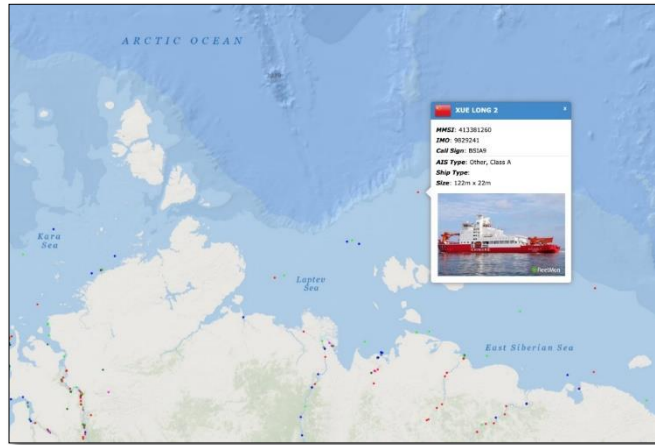 ARCTIC OCEAN
XUE LONG 2
x
MMSI: 413381260
IMO: 9829241
Call Sign: BSIA9
AIS Type: Other, Class A
Ship Type:
Size: 122m x 22m
FleetMon
Kara
Sea
Laptev
Sea
East Siberian Sea